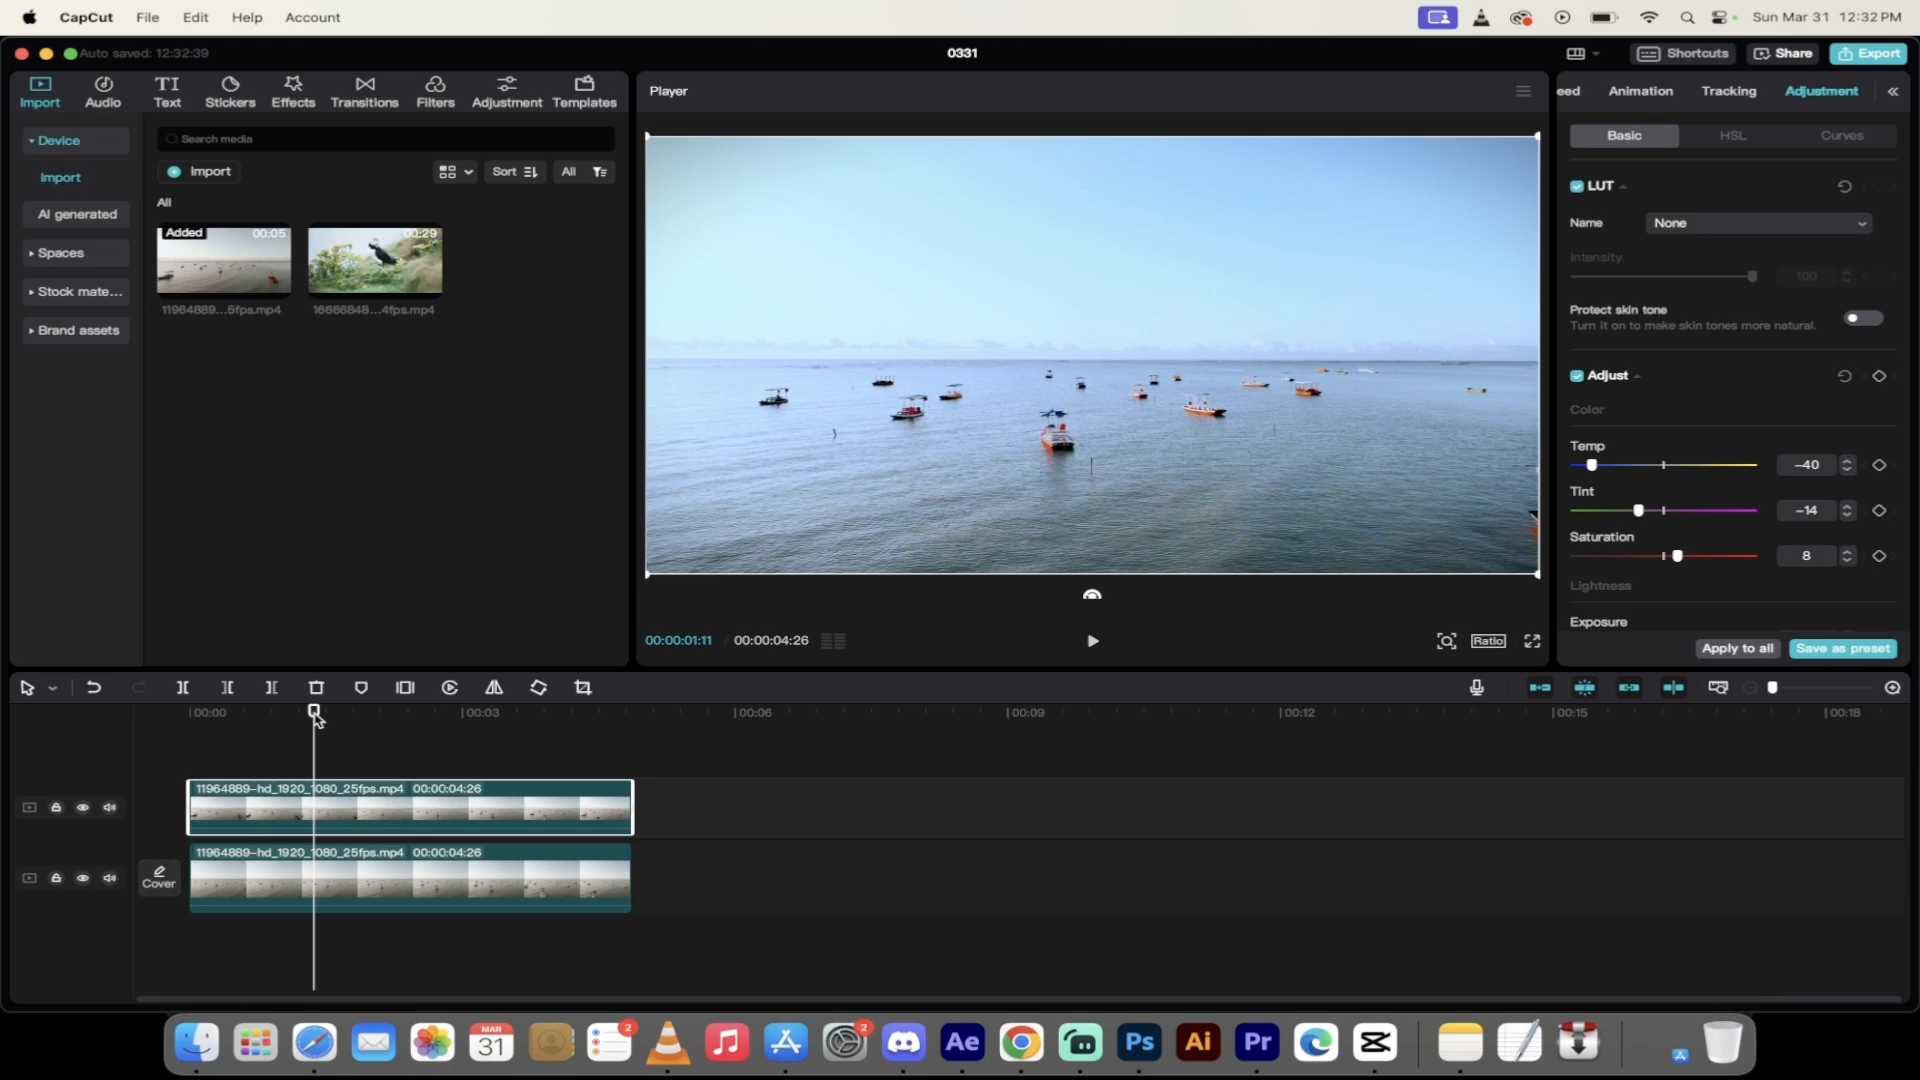 CapCut File Edit Help Account
Sun Mar 31 12:32 PM
Auto saved: 12:32:39
0331
Shortcuts
Share
Export
Import Audio Text Stickers Effects Transitions Filters Adjustment Templates
Device
Import
AI generated
Spaces
Stock mate...
Brand assets
Search media
Import
Sort
All
All
Added 00:05
00:29
11964889...5fps.mp4
16666848...4fps.mp4
Player
00:00:01:11 00:00:04:26
Ratio
eed Animation Tracking Adjustment
Basic HSL Curves
LUT
Name None
Intensity
100
Protect skin tone
Turn it on to make skin tones more natural.
Adjust
Color
Temp
-40
Tint
-14
Saturation
8
Lightness
Exposure
Apply to all
Save as preset
00:00 00:03 00:06 00:09 00:12 00:15 00:18
11964889-hd_1920_1080_25fps.mp4 00:00:04:26
11964889-hd_1920_1080_25fps.mp4 00:00:04:26
Cover
MAR
31
2
2
Ae
Ps
Ai
Pr